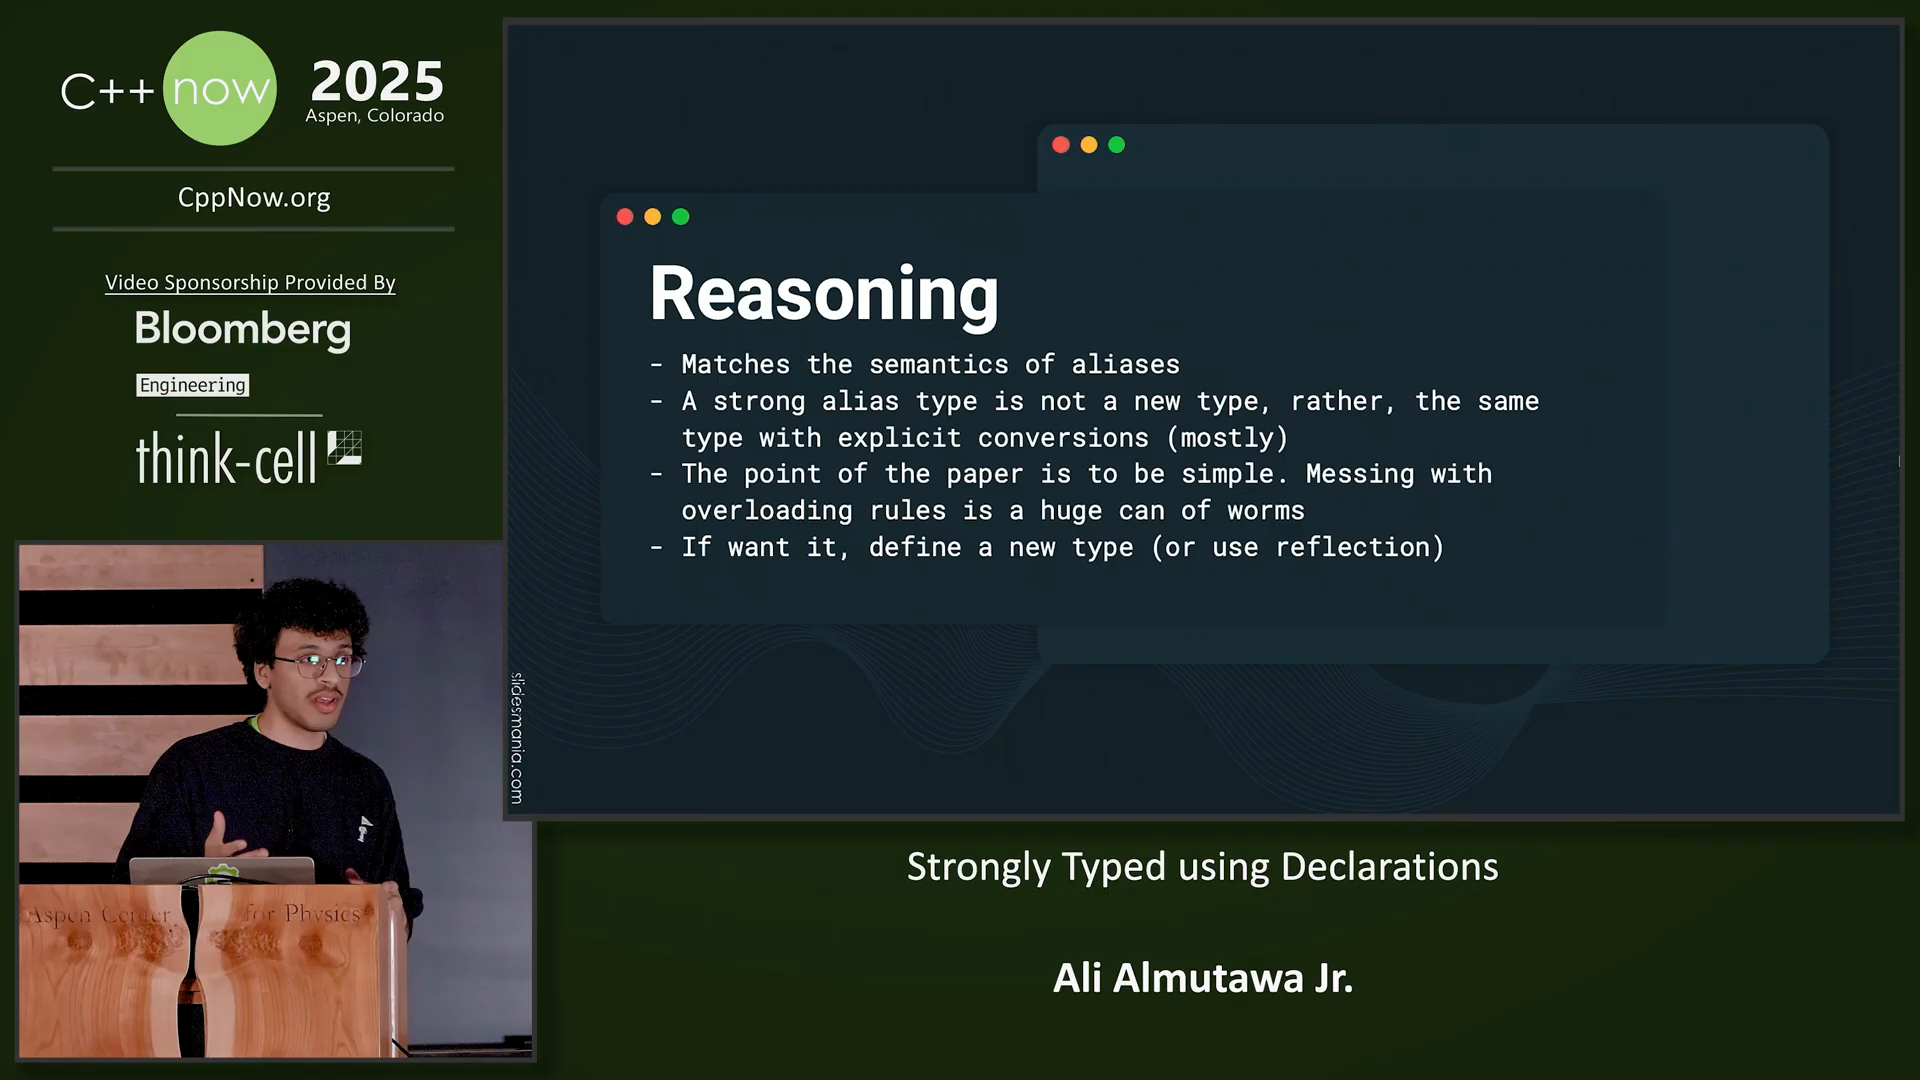 C++ now
2025
Aspen, Colorado
CppNow.org
Video Sponsorship Provided By
Bloomberg
Engineering
think-cell
Reasoning
- Matches the semantics of aliases
- A strong alias type is not a new type, rather, the same
type with explicit conversions (mostly)
- The point of the paper is to be simple. Messing with
overloading rules is a huge can of worms
- If want it, define a new type (or use reflection)
slidesmania.com
Aspen Center for Physics
Strongly Typed using Declarations
Ali Almutawa Jr.